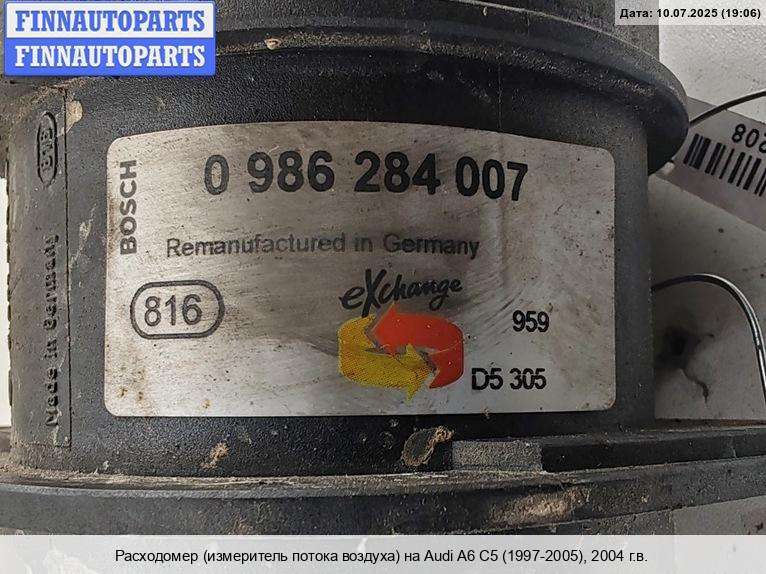 FINNAUTOPARTS
FINNAUTOPARTS
Дата: 10.07.2025 (19:06)
208
BOSCH
0 986 284 007
Remanufactured in Germany
816
eXchange
959
D5 305
Made in Germany
Расходомер (измеритель потока воздуха) на Audi A6 C5 (1997-2005), 2004 г.в.